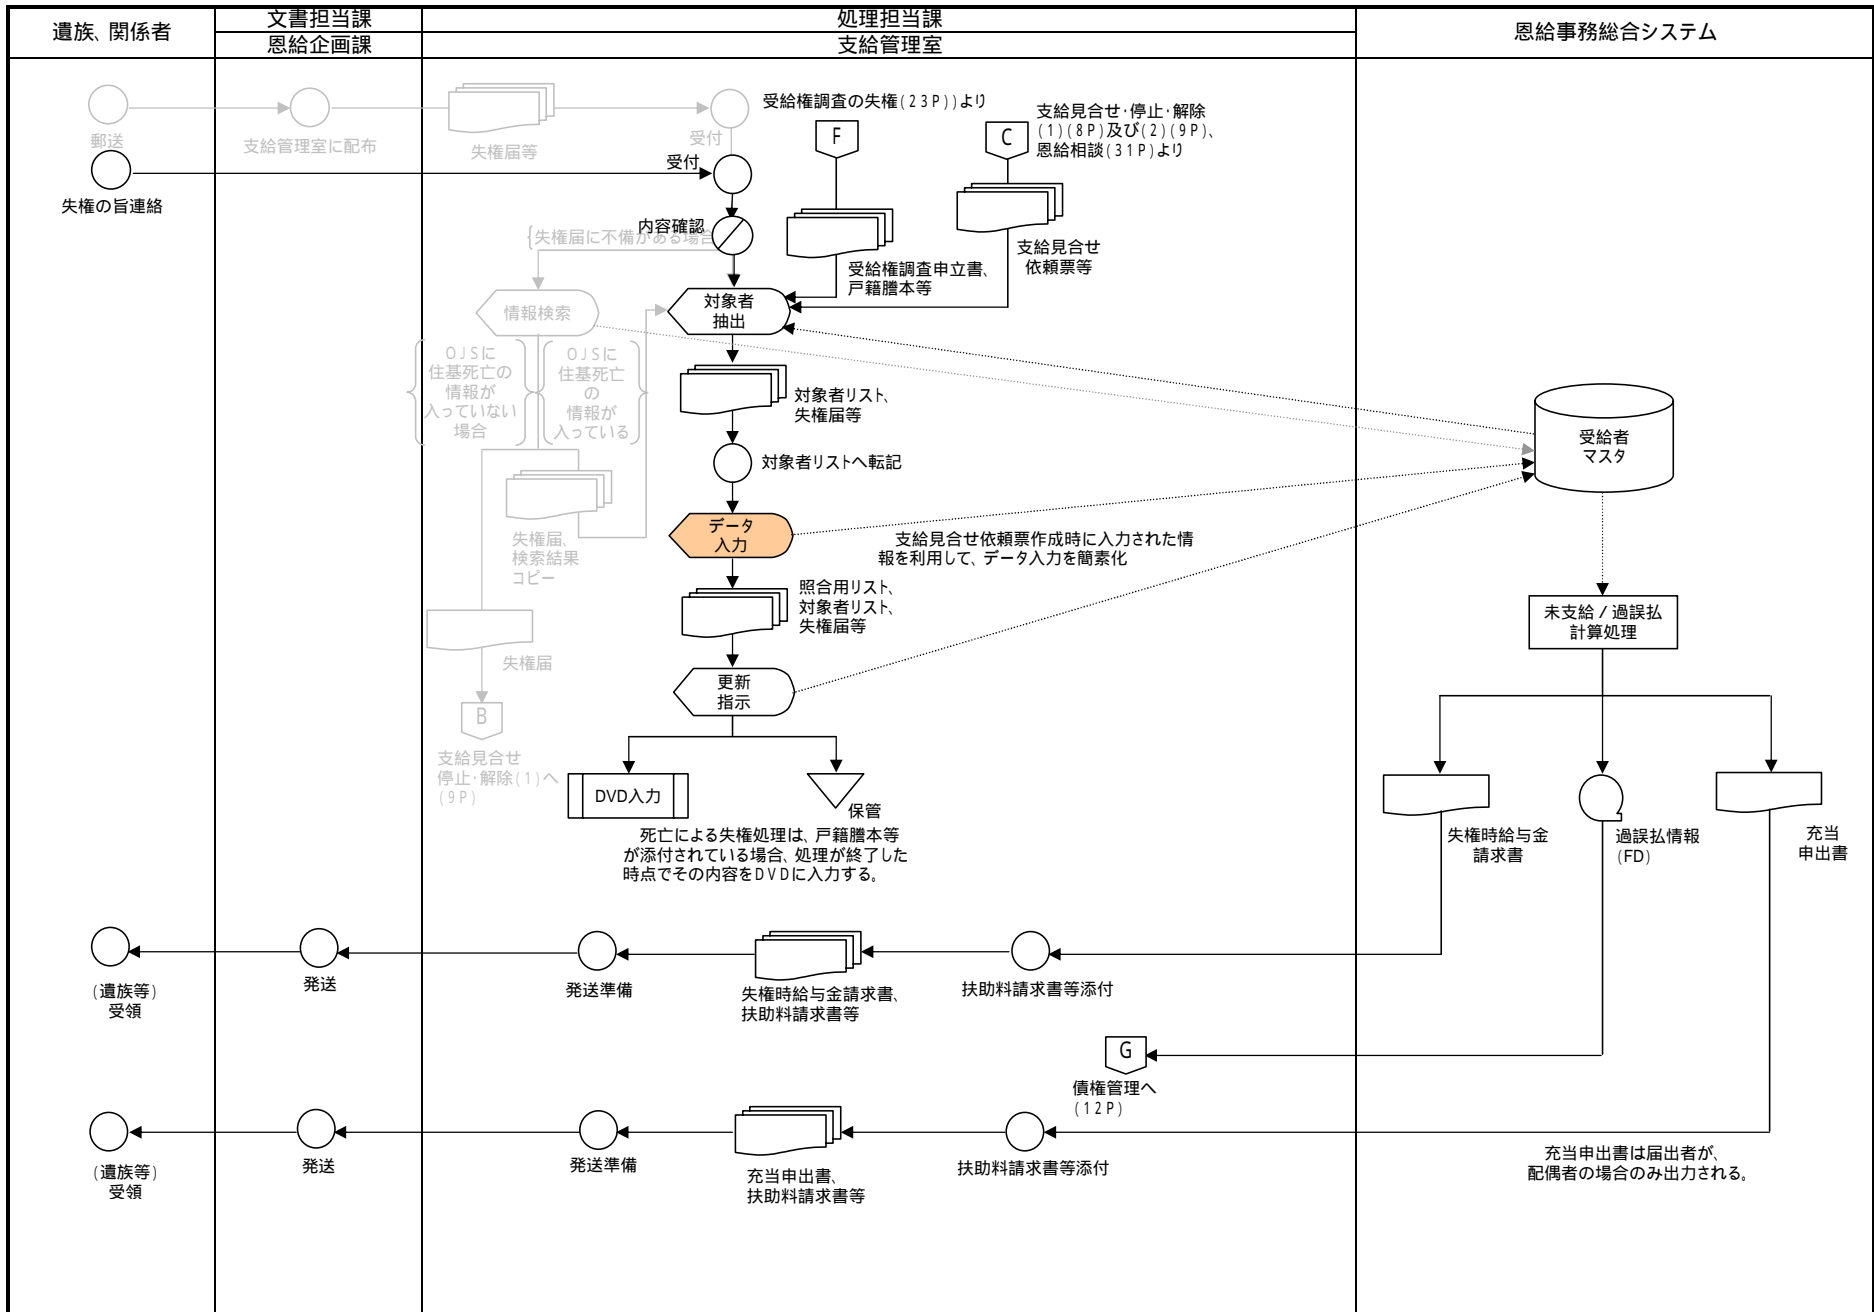 遺族、関係者
文書担当課
恩給企画課
処理担当課
支給管理室
恩給事務総合システム
郵送
支給管理室に配布
失権届等
受付
受給権調査の失権(23P))より
F
C
支給見合せ・停止・解除
(1)(8P)及び(2)(9P)、
恩給相談(31P)より
失権の旨連絡
受付
内容確認
失権届に不備がある場合
受給権調査申立書、
戸籍謄本等
支給見合せ
依頼票等
情報検索
対象者
抽出
OJSに
住基死亡の
情報が
入っていない
場合
OJSに
住基死亡
の
情報が
入っている
対象者リスト、
失権届等
対象者リストへ転記
受給者
マスタ
失権届、
検索結果
コピー
データ
入力
支給見合せ依頼票作成時に入力された情
報を利用して、データ入力を簡素化
照合用リスト、
対象者リスト、
失権届等
未支給/過誤払
計算処理
失権届
更新
指示
B
支給見合せ
停止・解除(1)へ
(9P)
DVD入力
保管
死亡による失権処理は、戸籍謄本等
が添付されている場合、処理が終了した
時点でその内容をDVDに入力する。
失権時給与金
請求書
過誤払情報
(FD)
充当
申出書
(遺族等)
受領
発送
発送準備
失権時給与金請求書、
扶助料請求書等
扶助料請求書等添付
G
債権管理へ
(12P)
(遺族等)
受領
発送
発送準備
充当申出書、
扶助料請求書等
扶助料請求書等添付
充当申出書は届出者が、
配偶者の場合のみ出力される。